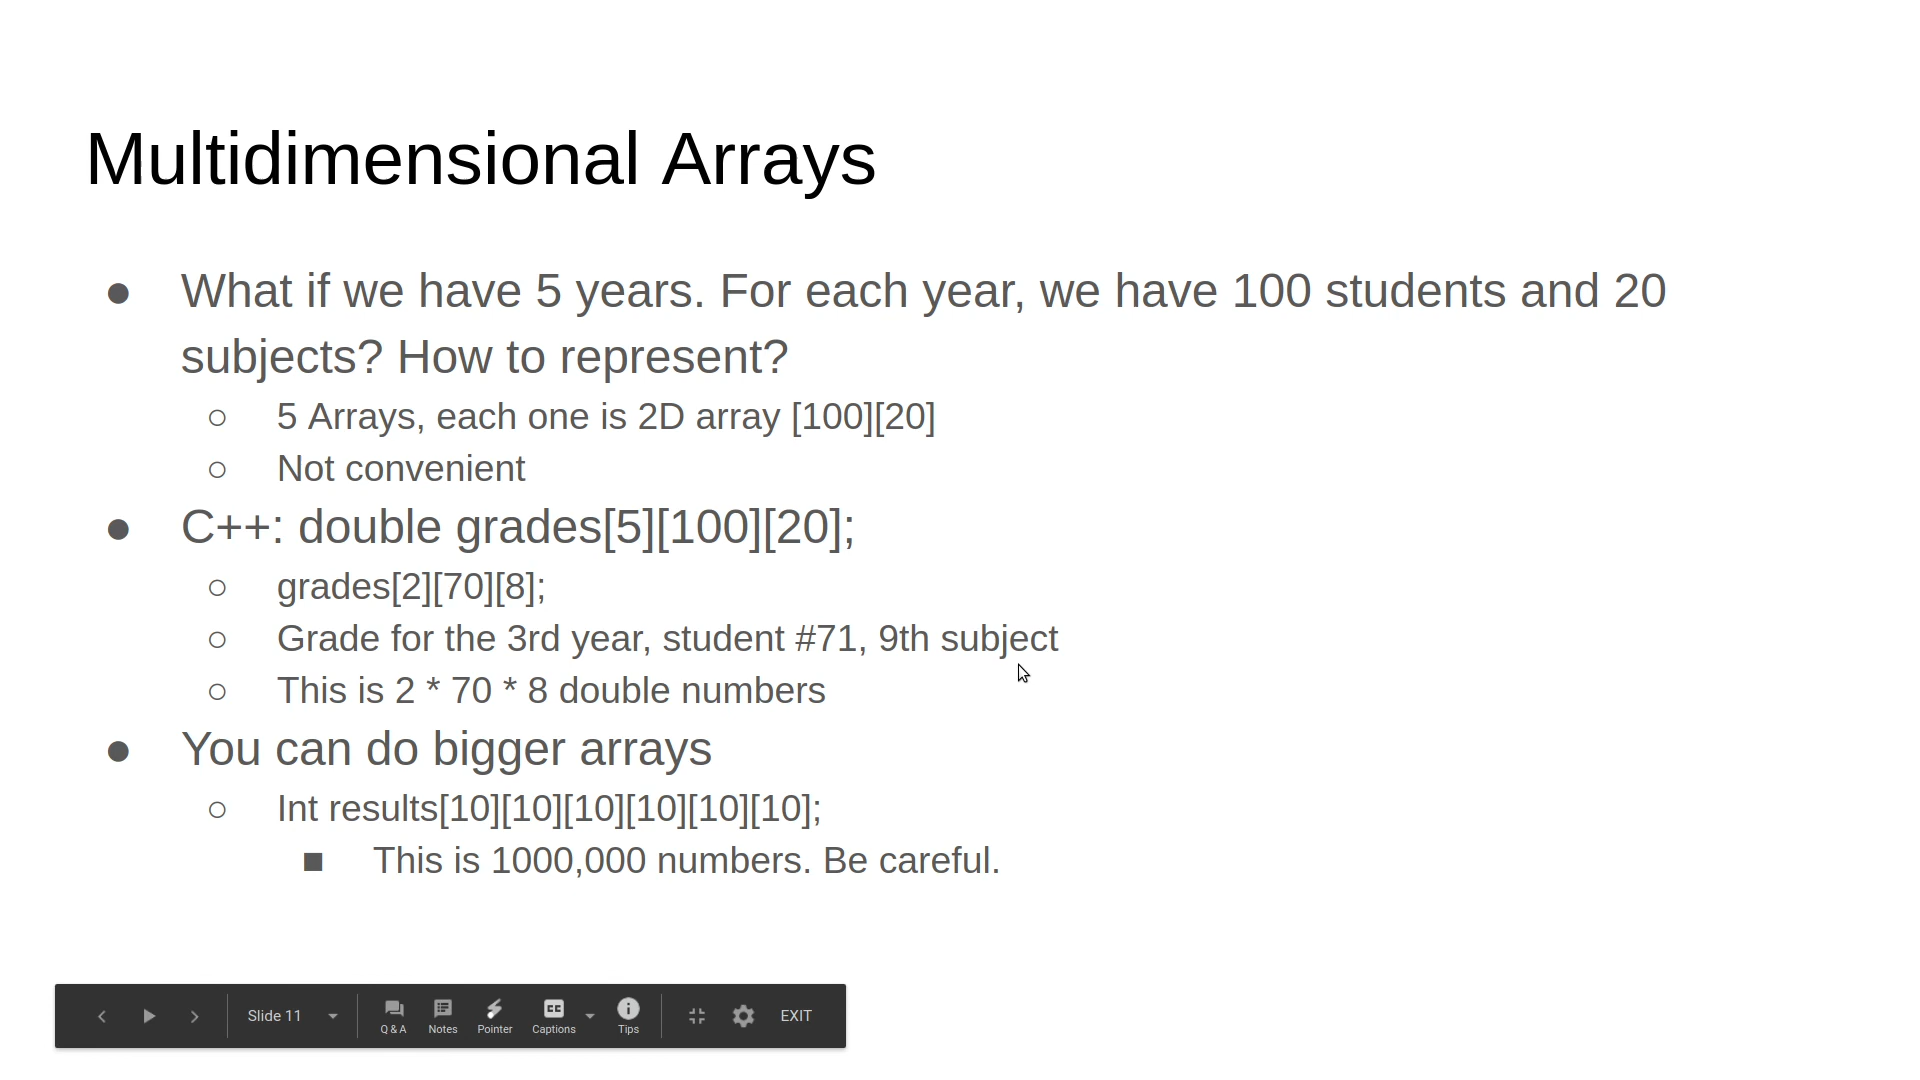 Multidimensional Arrays
● What if we have 5 years. For each year, we have 100 students and 20
subjects? How to represent?
○ 5 Arrays, each one is 2D array [100][20]
○ Not convenient
● C++: double grades[5][100][20];
○ grades[2][70][8];
○ Grade for the 3rd year, student #71, 9th subject
○ This is 2 * 70 * 8 double numbers
● You can do bigger arrays
○ Int results[10][10][10][10][10][10];
■ This is 1000,000 numbers. Be careful.
Slide 11 Q & A Notes Pointer CC Captions Tips EXIT